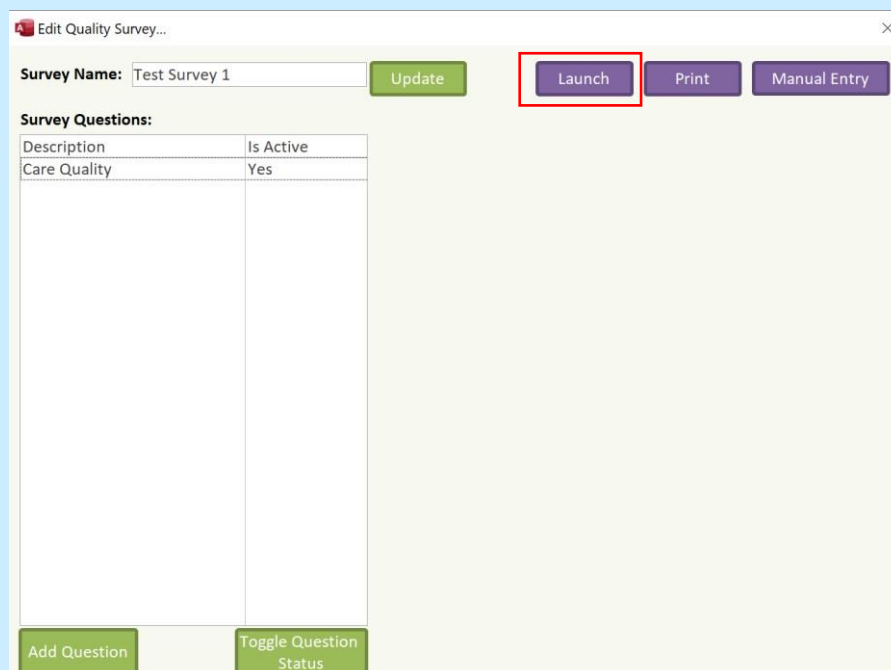 Edit Quality Survey...
Survey Name: Test Survey 1 Update Launch Print Manual Entry
Survey Questions:
Description Is Active
Care Quality Yes
Add Question Toggle Question
Status